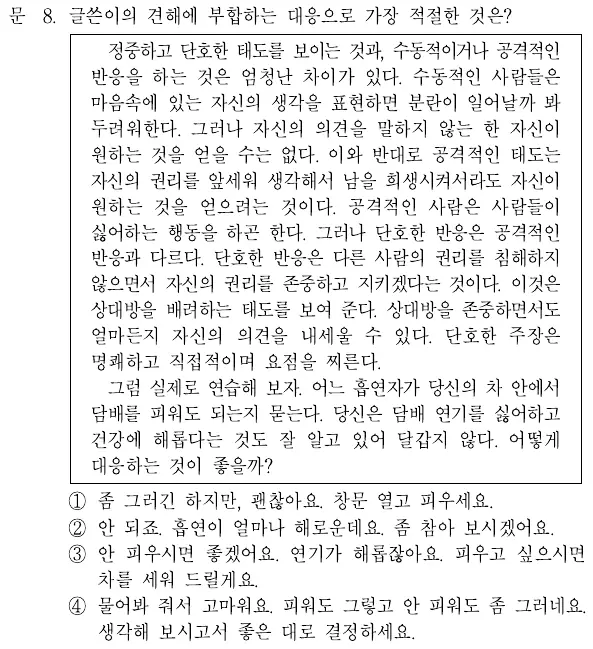 문 8. 글쓴이의 견해에 부합하는 대응으로 가장 적절한 것은?
정중하고 단호한 태도를 보이는 것과, 수동적이거나 공격적인
반응을 하는 것은 엄청난 차이가 있다. 수동적인 사람들은
마음속에 있는 자신의 생각을 표현하면 분란이 일어날까 봐
두려워한다. 그러나 자신의 의견을 말하지 않는 한 자신이
원하는 것을 얻을 수는 없다. 이와 반대로 공격적인 태도는
자신의 권리를 앞세워 생각해서 남을 희생시켜서라도 자신이
원하는 것을 얻으려는 것이다. 공격적인 사람은 사람들이
싫어하는 행동을 하곤 한다. 그러나 단호한 반응은 공격적인
반응과 다르다. 단호한 반응은 다른 사람의 권리를 침해하지
않으면서 자신의 권리를 존중하고 지키겠다는 것이다. 이것은
상대방을 배려하는 태도를 보여 준다. 상대방을 존중하면서도
얼마든지 자신의 의견을 내세울 수 있다. 단호한 주장은
명쾌하고 직접적이며 요점을 찌른다.
그럼 실제로 연습해 보자. 어느 흡연자가 당신의 차 안에서
담배를 피워도 되는지 묻는다. 당신은 담배 연기를 싫어하고
건강에 해롭다는 것도 잘 알고 있어 달갑지 않다. 어떻게
대응하는 것이 좋을까?
① 좀 그러긴 하지만, 괜찮아요. 창문 열고 피우세요.
② 안 되죠. 흡연이 얼마나 해로운데요. 좀 참아 보시겠어요.
③ 안 피우시면 좋겠어요. 연기가 해롭잖아요. 피우고 싶으시면
차를 세워 드릴게요.
④ 물어봐 줘서 고마워요. 피워도 그렇고 안 피워도 좀 그러네요.
생각해 보시고서 좋은 대로 결정하세요.